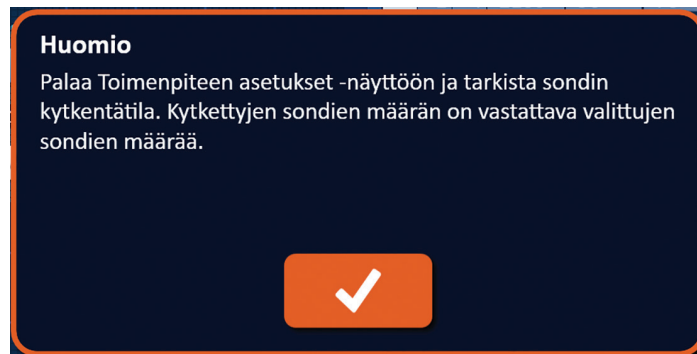 Huomio
Palaa Toimenpiteen asetukset -näyttöön ja tarkista sondin
kytkentätila. Kytkettyjen sondien määrän on vastattava valittujen
sondien määrää.